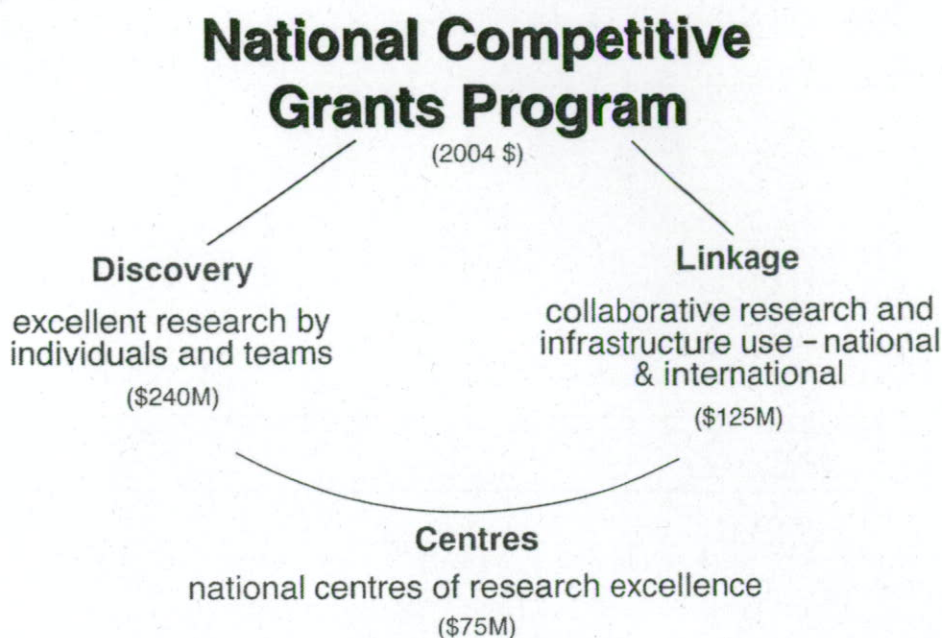 National Competitive
Grants Program
(2004 $)
Discovery
excellent research by
individuals and teams
($240M)
Linkage
collaborative research and
infrastructure use – national
& international
($125M)
Centres
national centres of research excellence
($75M)